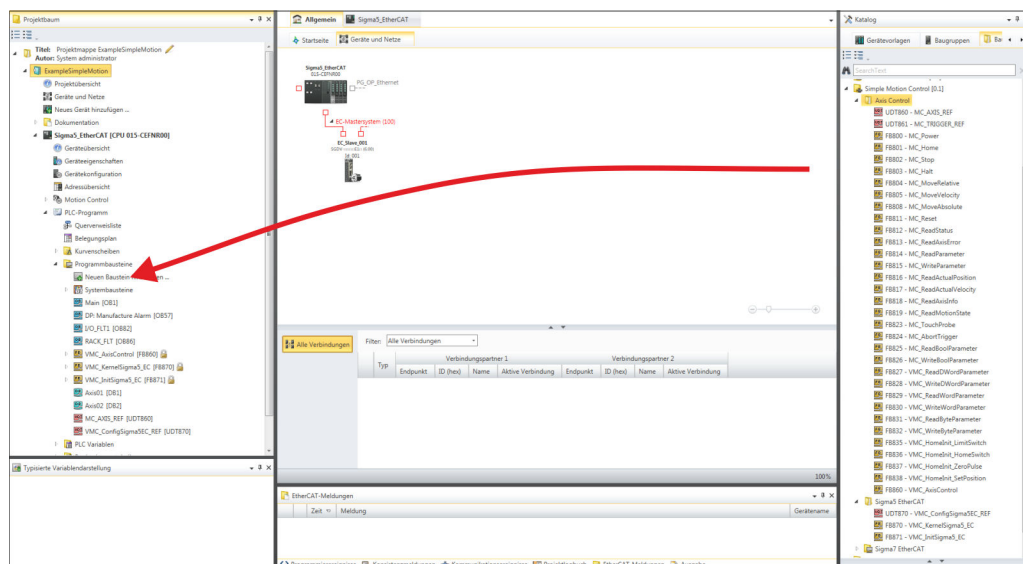 Projektbaum
Titel: Projektmappe ExampleSimpleMotion
Autor: System administrator
ExampleSimpleMotion
Projektübersicht
Geräte und Netze
Neues Gerät hinzufügen ...
Dokumentation
Sigma5_EtherCAT [CPU 015-CEFNR00]
Geräteübersicht
Geräteeigenschaften
Gerätekonfiguration
Adressübersicht
Motion Control
PLC-Programm
Querverweisliste
Belegungsplan
Kurvenscheiben
Programmbausteine
Neuen Baustein
Systembausteine
Main [OB1]
DP: Manufacture Alarm [OB57]
I/O_FLT1 [OB82]
RACK_FLT [OB86]
VMC_AxisControl [FB860]
VMC_KernelSigma5_EC [FB870]
VMC_InitSigma5_EC [FB871]
Axis01 [DB1]
Axis02 [DB2]
MC_AXIS_REF [UDT860]
VMC_ConfigSigma5EC_REF [UDT870]
PLC Variablen
Typisierte Variablendarstellung
Allgemein Sigma5_EtherCAT
Startseite Geräte und Netze
Sigma5_EtherCAT
015-CEFNR00
PG_OP_Ethernet
EC-Mastersystem (100)
EC_Slave_001
Alle Verbindungen
Filter: Alle Verbindungen
Verbindungspartner 1 Verbindungspartner 2
Typ Endpunkt ID (hex) Name Aktive Verbindung Endpunkt ID (hex) Name Aktive Verbindung
100%
EtherCAT-Meldungen
Zeit Meldung Gerätename
Katalog
Gerätevorlagen Baugruppen Bau
SearchText
Simple Motion Control [0.1]
Axis Control
UDT860 - MC_AXIS_REF
UDT861 - MC_TRIGGER_REF
FB800 - MC_Power
FB801 - MC_Home
FB802 - MC_Stop
FB803 - MC_Halt
FB804 - MC_MoveRelative
FB805 - MC_MoveVelocity
FB808 - MC_MoveAbsolute
FB811 - MC_Reset
FB812 - MC_ReadStatus
FB813 - MC_ReadAxisError
FB814 - MC_ReadParameter
FB815 - MC_WriteParameter
FB816 - MC_ReadActualPosition
FB817 - MC_ReadActualVelocity
FB818 - MC_ReadAxisInfo
FB819 - MC_ReadMotionState
FB823 - MC_TouchProbe
FB824 - MC_AbortTrigger
FB825 - MC_ReadBoolParameter
FB826 - MC_WriteBoolParameter
FB827 - VMC_ReadDWordParameter
FB828 - VMC_WriteDWordParameter
FB829 - VMC_ReadWordParameter
FB830 - VMC_WriteWordParameter
FB831 - VMC_ReadByteParameter
FB832 - VMC_WriteByteParameter
FB835 - VMC_HomeInit_LimitSwitch
FB836 - VMC_HomeInit_HomeSwitch
FB837 - VMC_HomeInit_ZeroPulse
FB838 - VMC_HomeInit_SetPosition
FB860 - VMC_AxisControl
Sigma5 EtherCAT
UDT870 - VMC_ConfigSigma5EC_REF
FB870 - VMC_KernelSigma5_EC
FB871 - VMC_InitSigma5_EC
Sigma7 EtherCAT